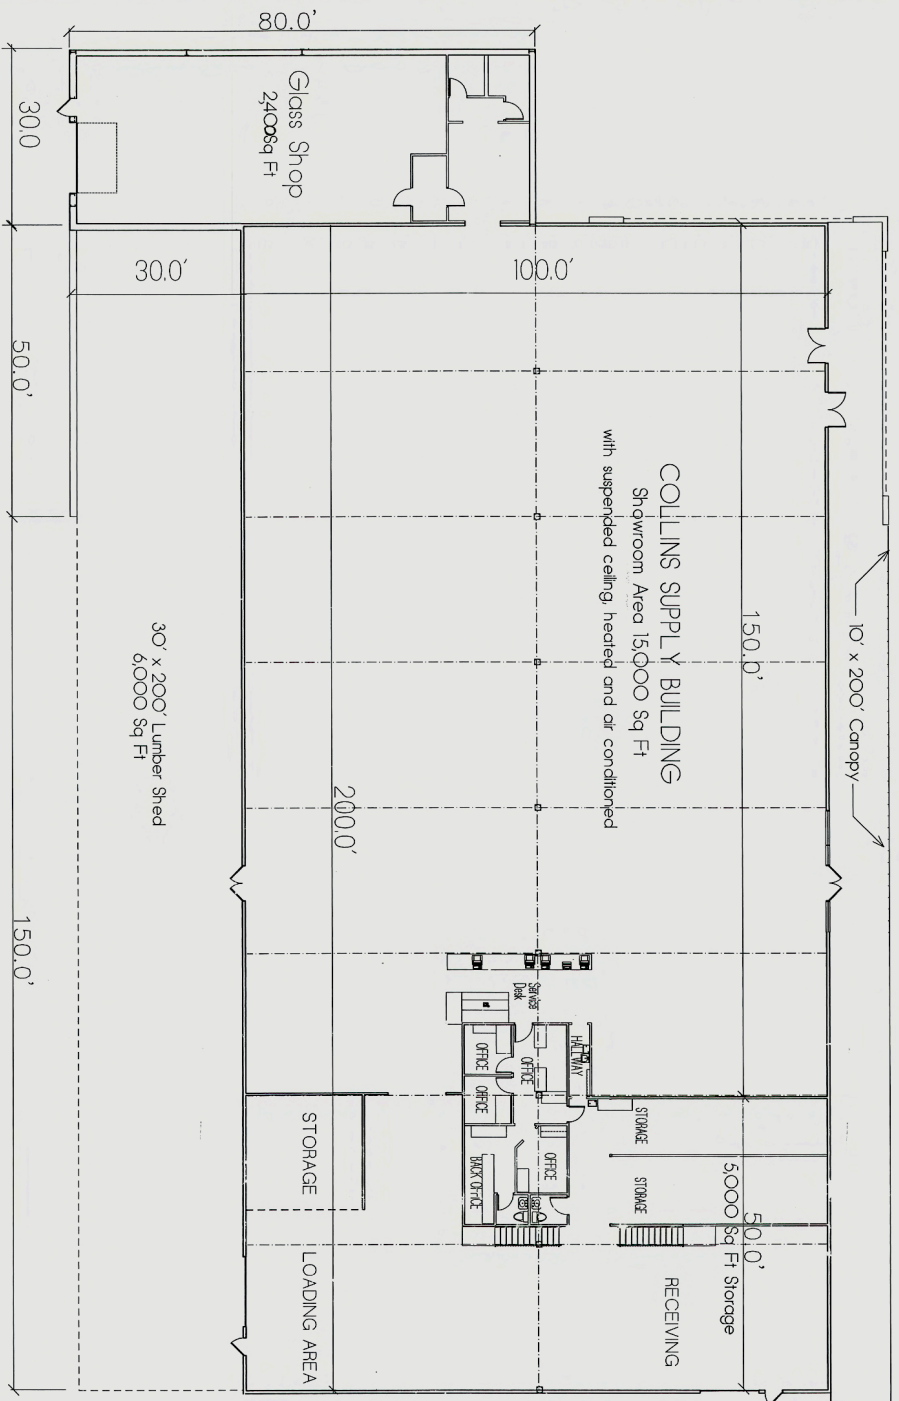 80.0'
30.0
Glass Shop
2,400Sq Ft
30.0'
100.0'
50.0'
COLLINS SUPPLY BUILDING
Showroom Area 15,000 Sq Ft
with suspended ceiling, heated and air conditioned
150.0'
10' x 200' Canopy
30' x 200' Lumber Shed
6,000 Sq Ft
200.0'
150.0'
Service
Desk
HALLWAY
OFFICE
OFFICE
OFFICE
OFFICE
BACK OFFICE
STORAGE
STORAGE
STORAGE
50.0'
5,000 Sq Ft Storage
LOADING AREA
RECEIVING